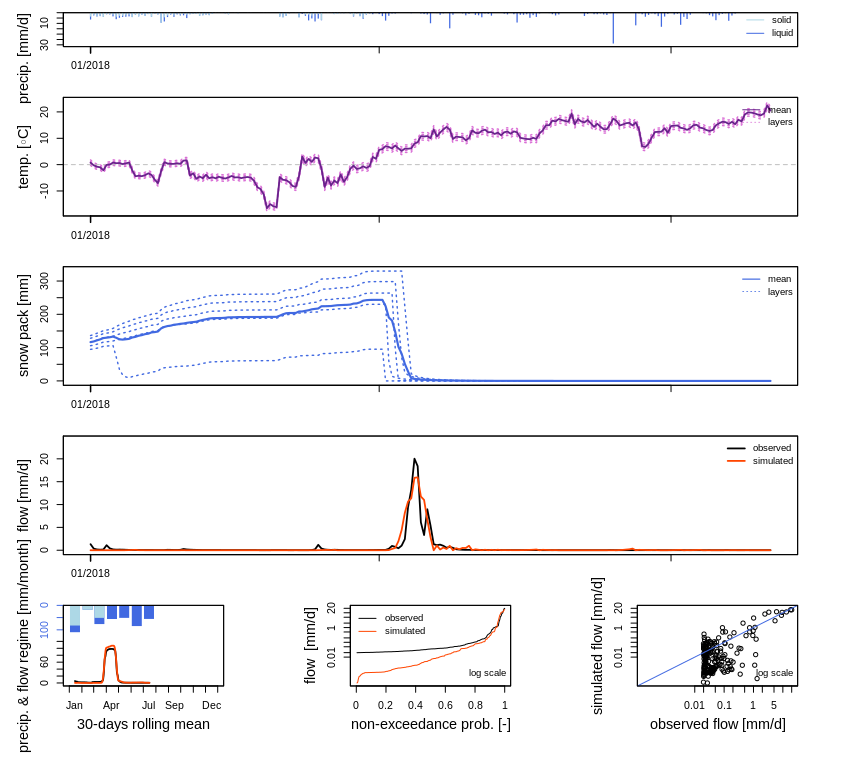 precip. [mm/d]
10
30
solid
liquid
01/2018
temp. [◦C]
20
10
0
-10
mean
layers
01/2018
snow pack [mm]
300
200
100
0
mean
layers
01/2018
flow [mm/d]
20
15
10
5
0
observed
simulated
01/2018
precip. & flow regime [mm/month]
0
100
60
0
Jan Apr Jul Sep Dec
30-days rolling mean
flow [mm/d]
20
1
0.01
observed
simulated
log scale
0 0.2 0.4 0.6 0.8 1
non-exceedance prob. [-]
simulated flow [mm/d]
20
1
0.01
log scale
0.01 0.1 1 5
observed flow [mm/d]